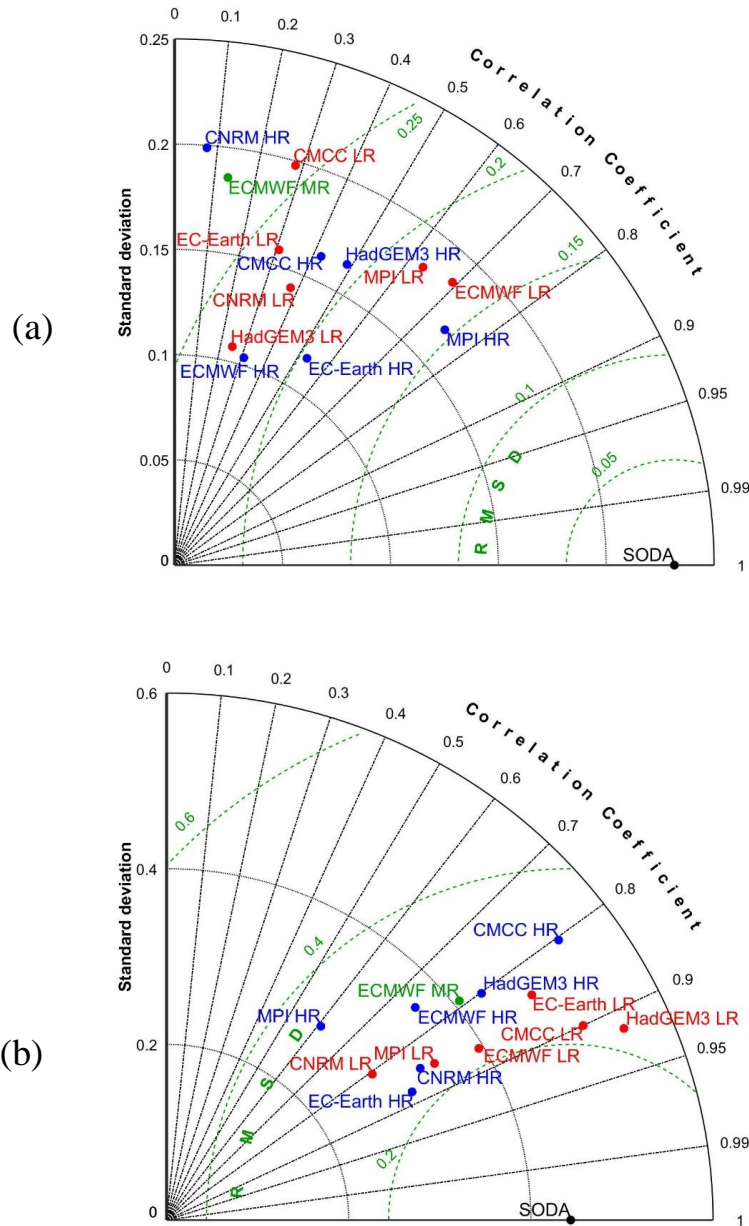 (a)
0 0.1 0.2 0.3 0.4 0.5 0.6 0.7 0.8 0.9 0.95 0.99 1
Correlation Coefficient
Standard deviation
0.25
0.2
0.15
0.1
0.05
0
0.25
0.2
0.15
0.1
0.05
RMSD
CNRM HR
CMCC LR
ECMWF MR
EC-Earth LR
CMCC HR
HadGEM3 HR
MPI LR
ECMWF LR
CNRM LR
HadGEM3 LR
MPI HR
ECMWF HR
EC-Earth HR
SODA
(b)
0 0.1 0.2 0.3 0.4 0.5 0.6 0.7 0.8 0.9 0.95 0.99 1
Correlation Coefficient
Standard deviation
0.6
0.4
0.2
0
0.6
0.4
0.2
RMSD
CMCC HR
ECMWF MR
HadGEM3 HR
EC-Earth LR
MPI HR
ECMWF HR
HadGEM3 LR
CMCC LR
CNRM LR
MPI LR
ECMWF LR
CNRM HR
EC-Earth HR
SODA